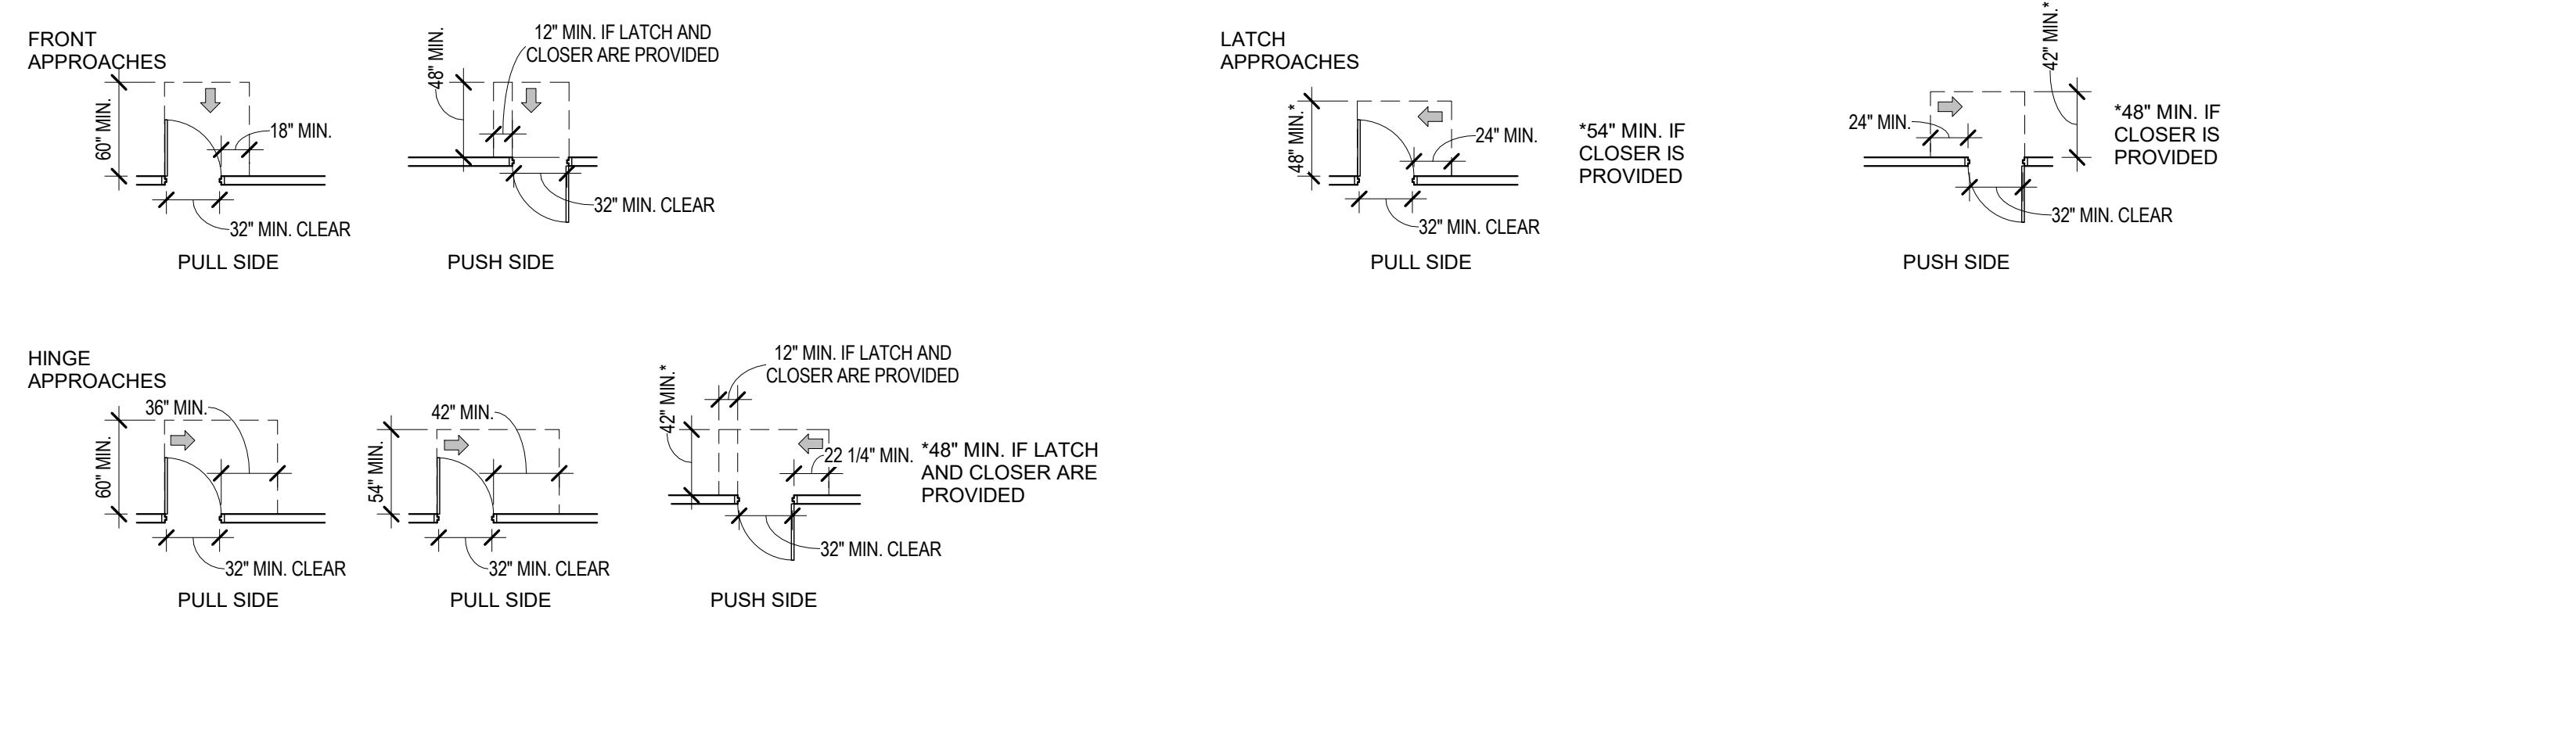 FRONT
APPROACHES
60" MIN.
18" MIN.
32" MIN. CLEAR
PULL SIDE
48" MIN.
12" MIN. IF LATCH AND
CLOSER ARE PROVIDED
32" MIN. CLEAR
PUSH SIDE
LATCH
APPROACHES
48" MIN.*
24" MIN.
32" MIN. CLEAR
*54" MIN. IF
CLOSER IS
PROVIDED
PULL SIDE
42" MIN.*
24" MIN.
32" MIN. CLEAR
*48" MIN. IF
CLOSER IS
PROVIDED
PUSH SIDE
HINGE
APPROACHES
36" MIN.
60" MIN.
32" MIN. CLEAR
PULL SIDE
42" MIN.
54" MIN.
32" MIN. CLEAR
PULL SIDE
12" MIN. IF LATCH AND
CLOSER ARE PROVIDED
42" MIN.*
22 1/4" MIN.
*48" MIN. IF LATCH
AND CLOSER ARE
PROVIDED
32" MIN. CLEAR
PUSH SIDE